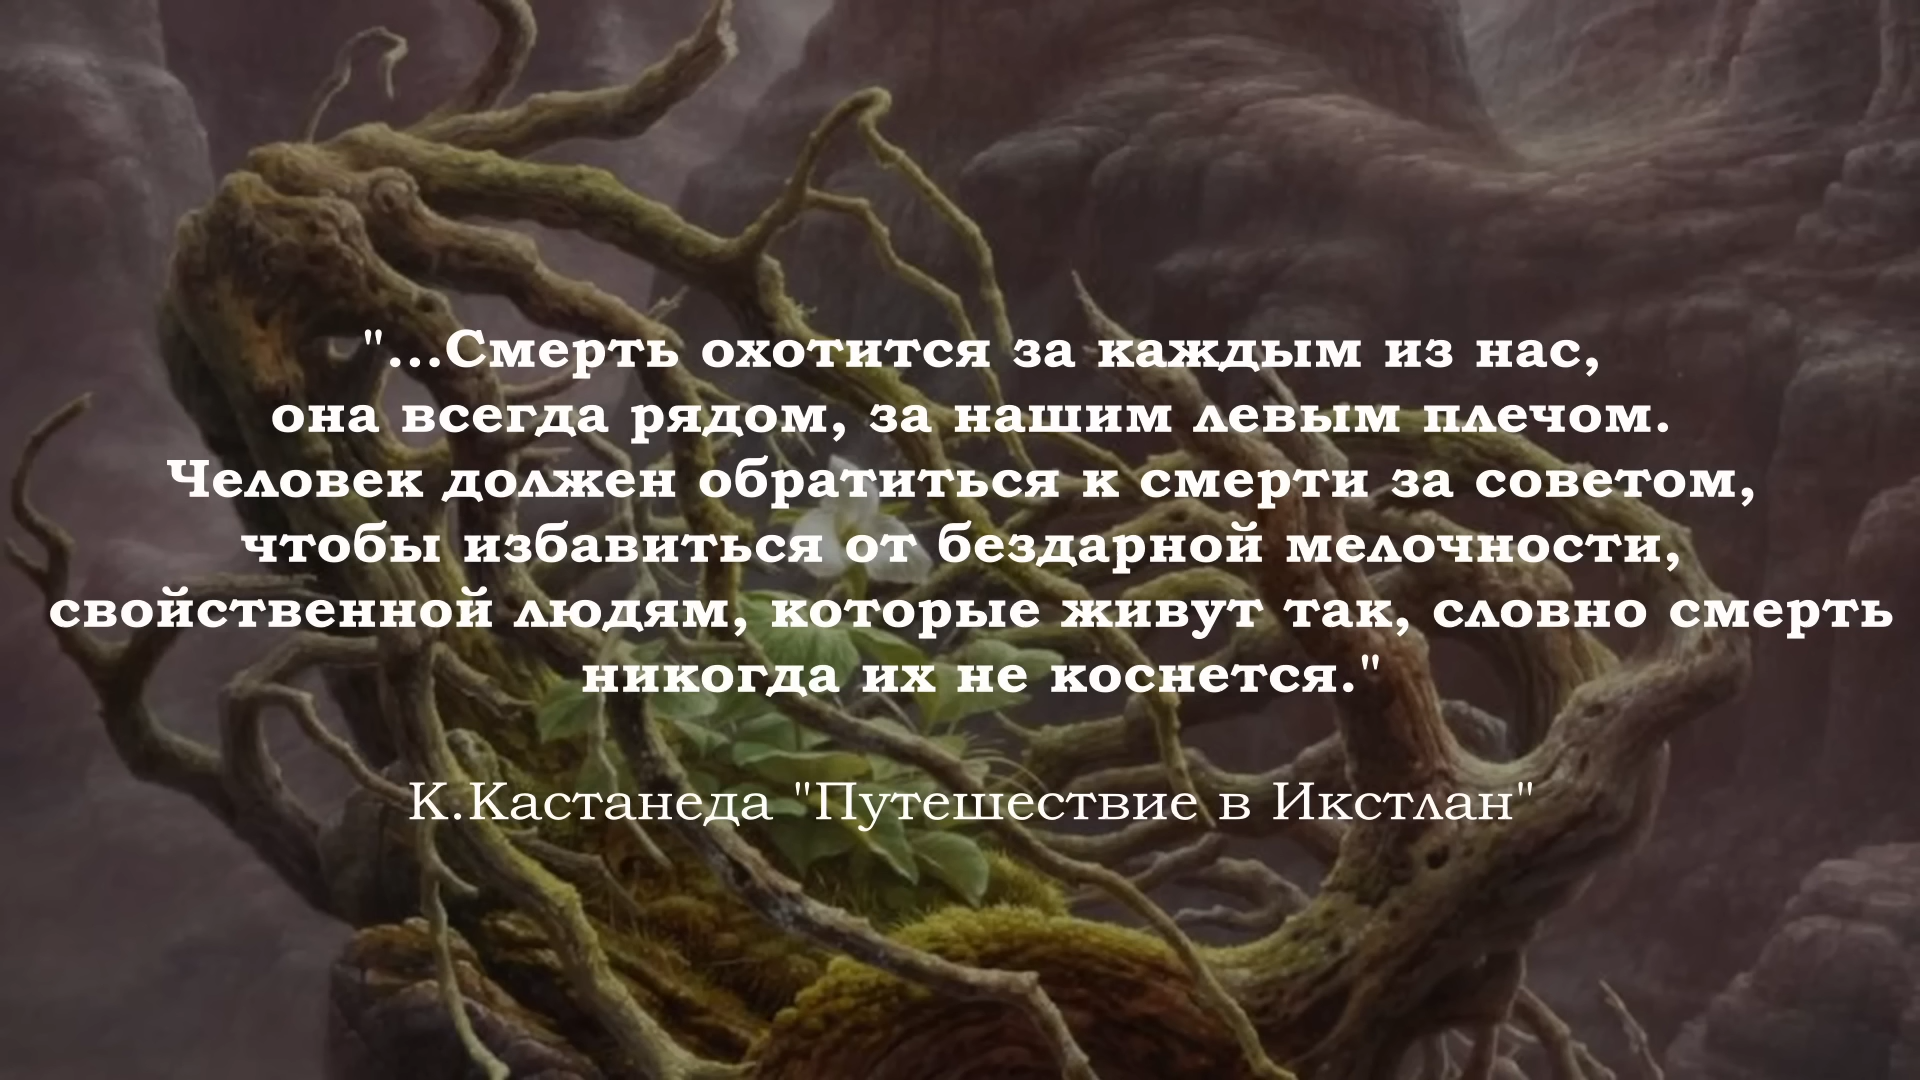 "...Смерть охотится за каждым из нас,
она всегда рядом, за нашим левым плечом.
Человек должен обратиться к смерти за советом,
чтобы избавиться от бездарной мелочности,
свойственной людям, которые живут так, словно смерть
никогда их не коснется."
К.Кастанеда "Путешествие в Икстлан"